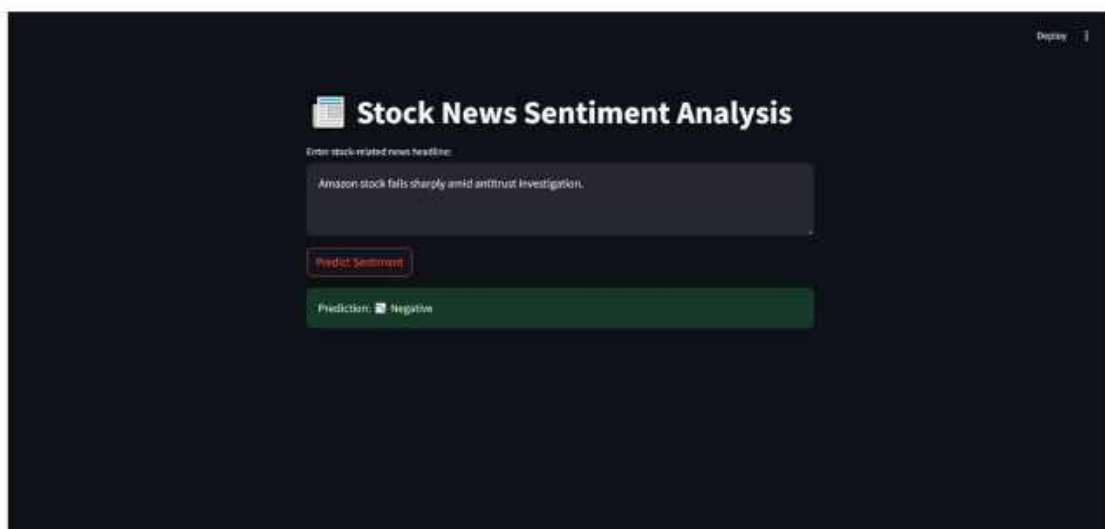 Deploy
Stock News Sentiment Analysis
Enter stock-related news headline:
Amazon stock falls sharply amid antitrust investigation.
Predict Sentiment
Prediction: Negative